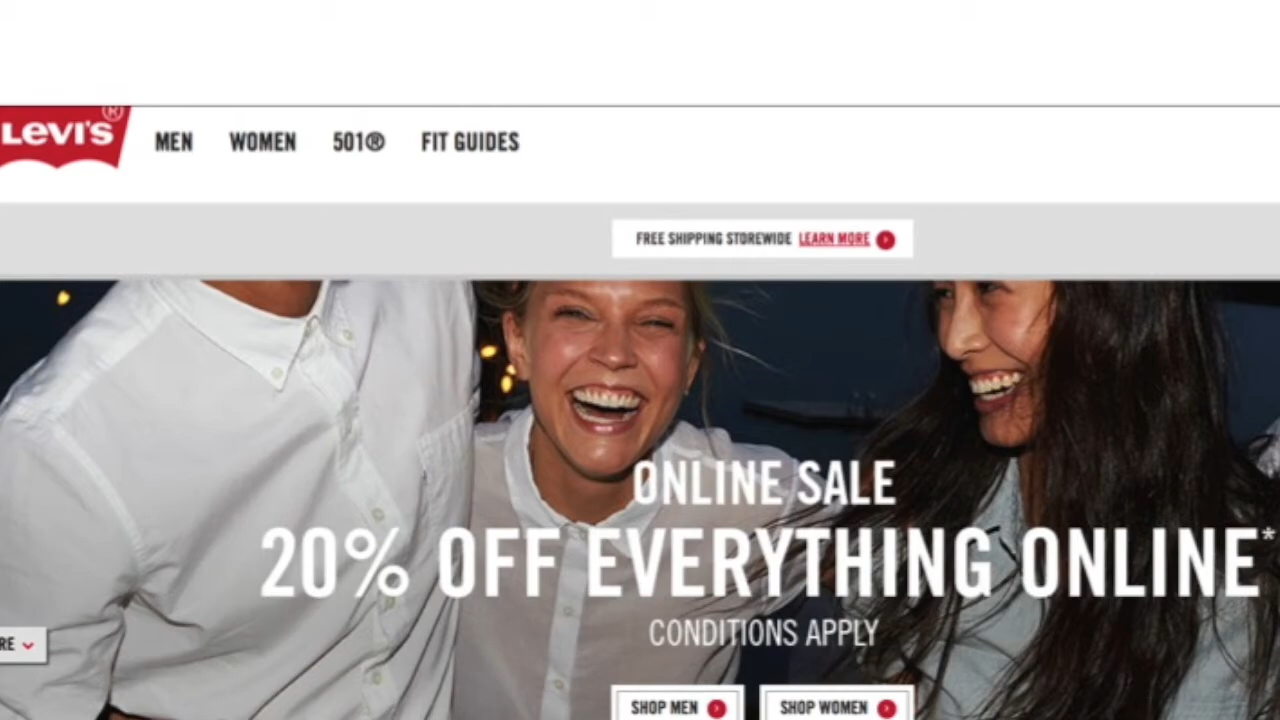 LEVI'S®
MEN WOMEN 501® FIT GUIDES
FREE SHIPPING STOREWIDE LEARN MORE
ONLINE SALE
20% OFF EVERYTHING ONLINE*
CONDITIONS APPLY
RE
SHOP MEN SHOP WOMEN